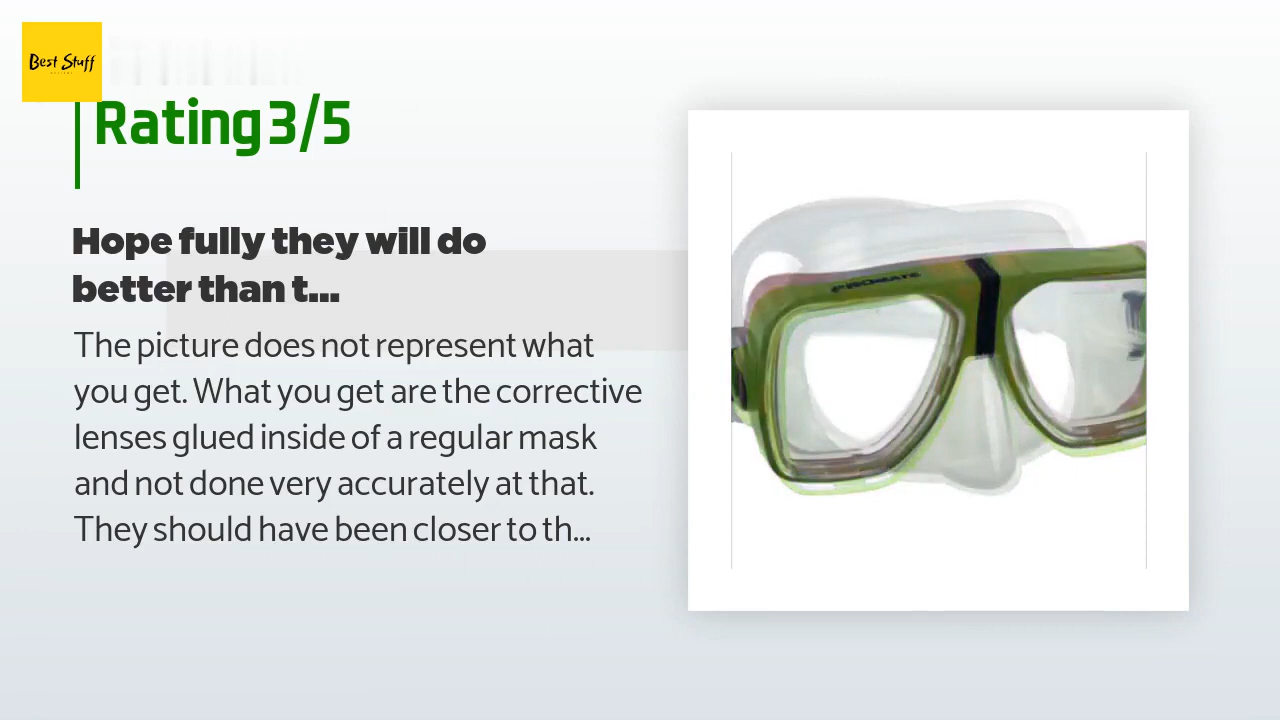 Best Stuff
Rating 3/5
Hope fully they will do
better than t...
The picture does not represent what
you get. What you get are the corrective
lenses glued inside of a regular mask
and not done very accurately at that.
They should have been closer to th...
PROMATE